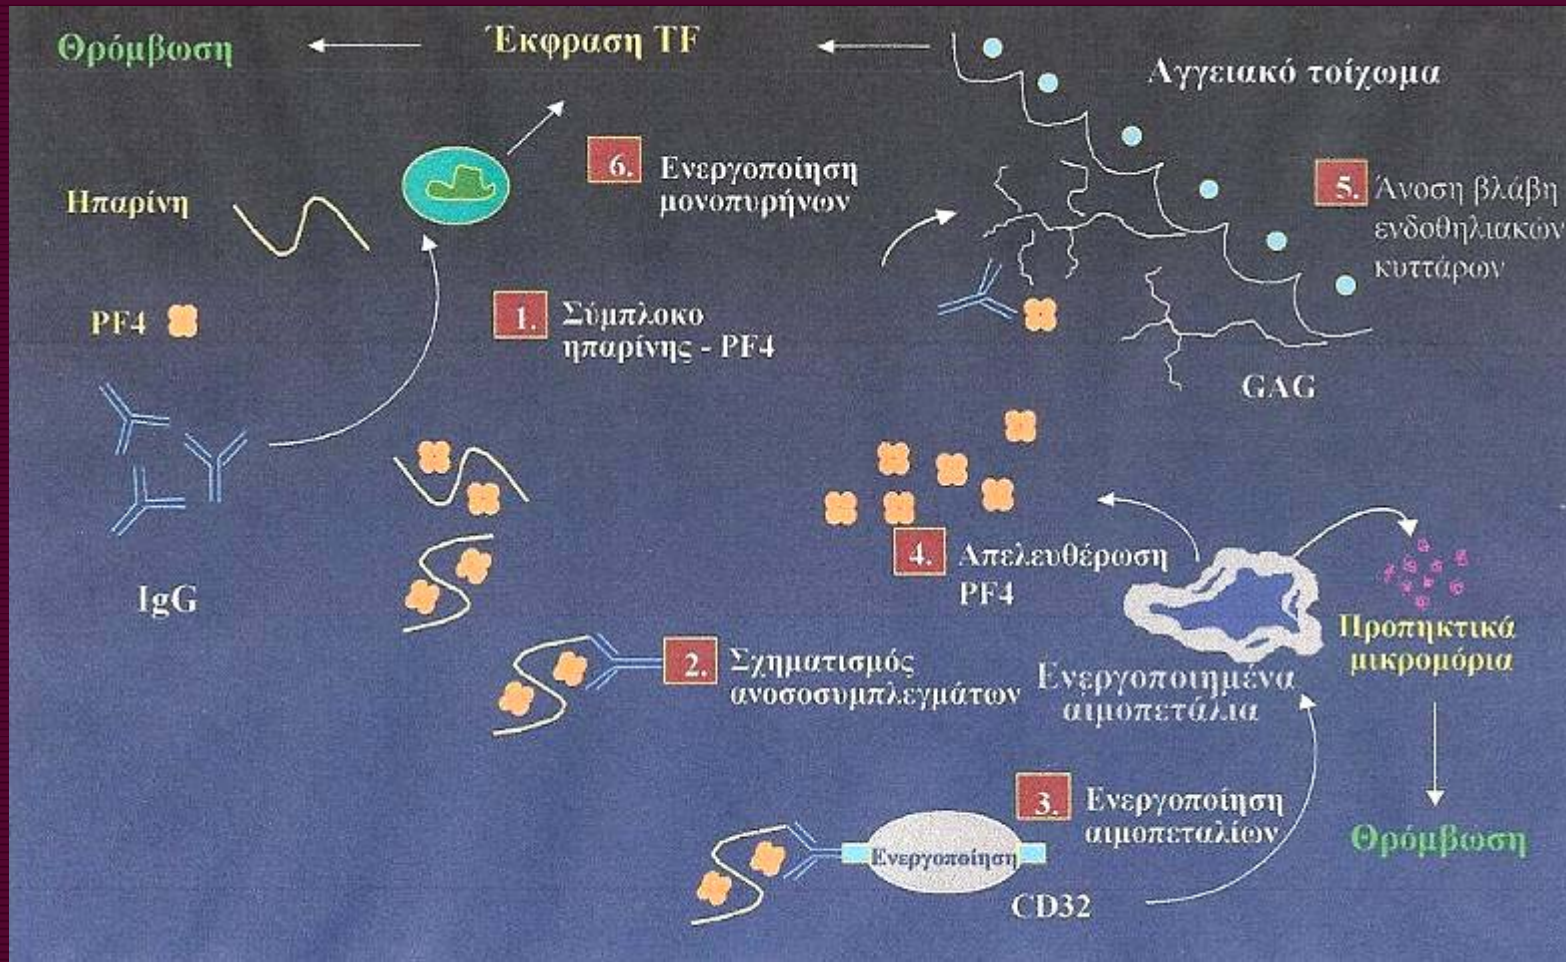 Θρόμβωση
Έκφραση TF
Αγγειακό τοίχωμα
6. Ενεργοποίηση
μονοπυρήνων
5. Άνοση βλάβη
ενδοθηλιακών
κυττάρων
Ηπαρίνη
PF4
1. Σύμπλοκο
ηπαρίνης - PF4
GAG
IgG
4. Απελευθέρωση
PF4
Προπηκτικά
μικρομόρια
2. Σχηματισμός
ανοσοσυμπλεγμάτων
Ενεργοποιημένα
αιμοπετάλια
3. Ενεργοποίηση
αιμοπεταλίων
Ενεργοποίηση
CD32
Θρόμβωση